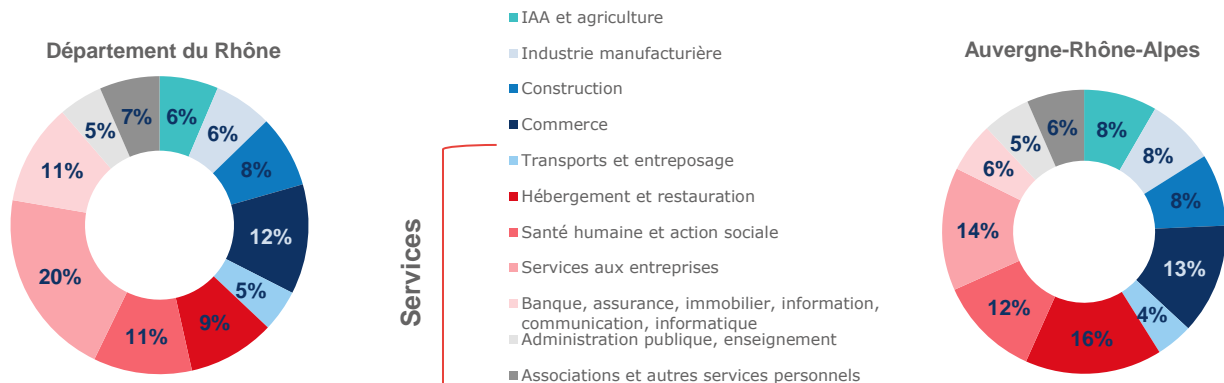 Département du Rhône
6%
6%
8%
12%
5%
9%
11%
20%
11%
5%
7%
Services
IAA et agriculture
Industrie manufacturière
Construction
Commerce
Transports et entreposage
Hébergement et restauration
Santé humaine et action sociale
Services aux entreprises
Banque, assurance, immobilier, information,
communication, informatique
Administration publique, enseignement
Associations et autres services personnels
Auvergne-Rhône-Alpes
8%
8%
8%
13%
4%
16%
12%
14%
6%
5%
6%